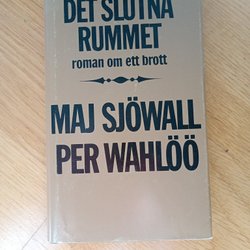 DET SLUTNA
RUMMET
roman om ett brott
MAJ SJÖWALL
PER WAHLÖÖ